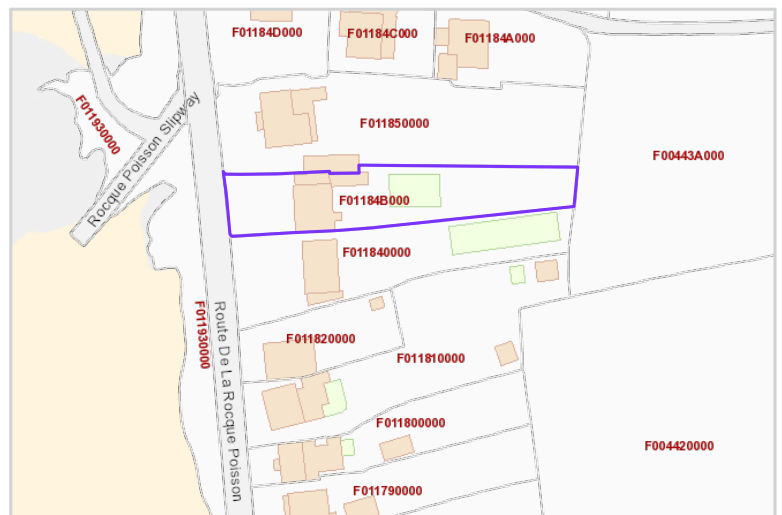 F01184D000
F01184C000
F01184A000
F011930000
Rocque Poisson Slipway
F011850000
F00443A000
F01184B000
F011840000
F011930000
Route De La Rocque Poisson
F011820000
F011810000
F011800000
F004420000
F011790000